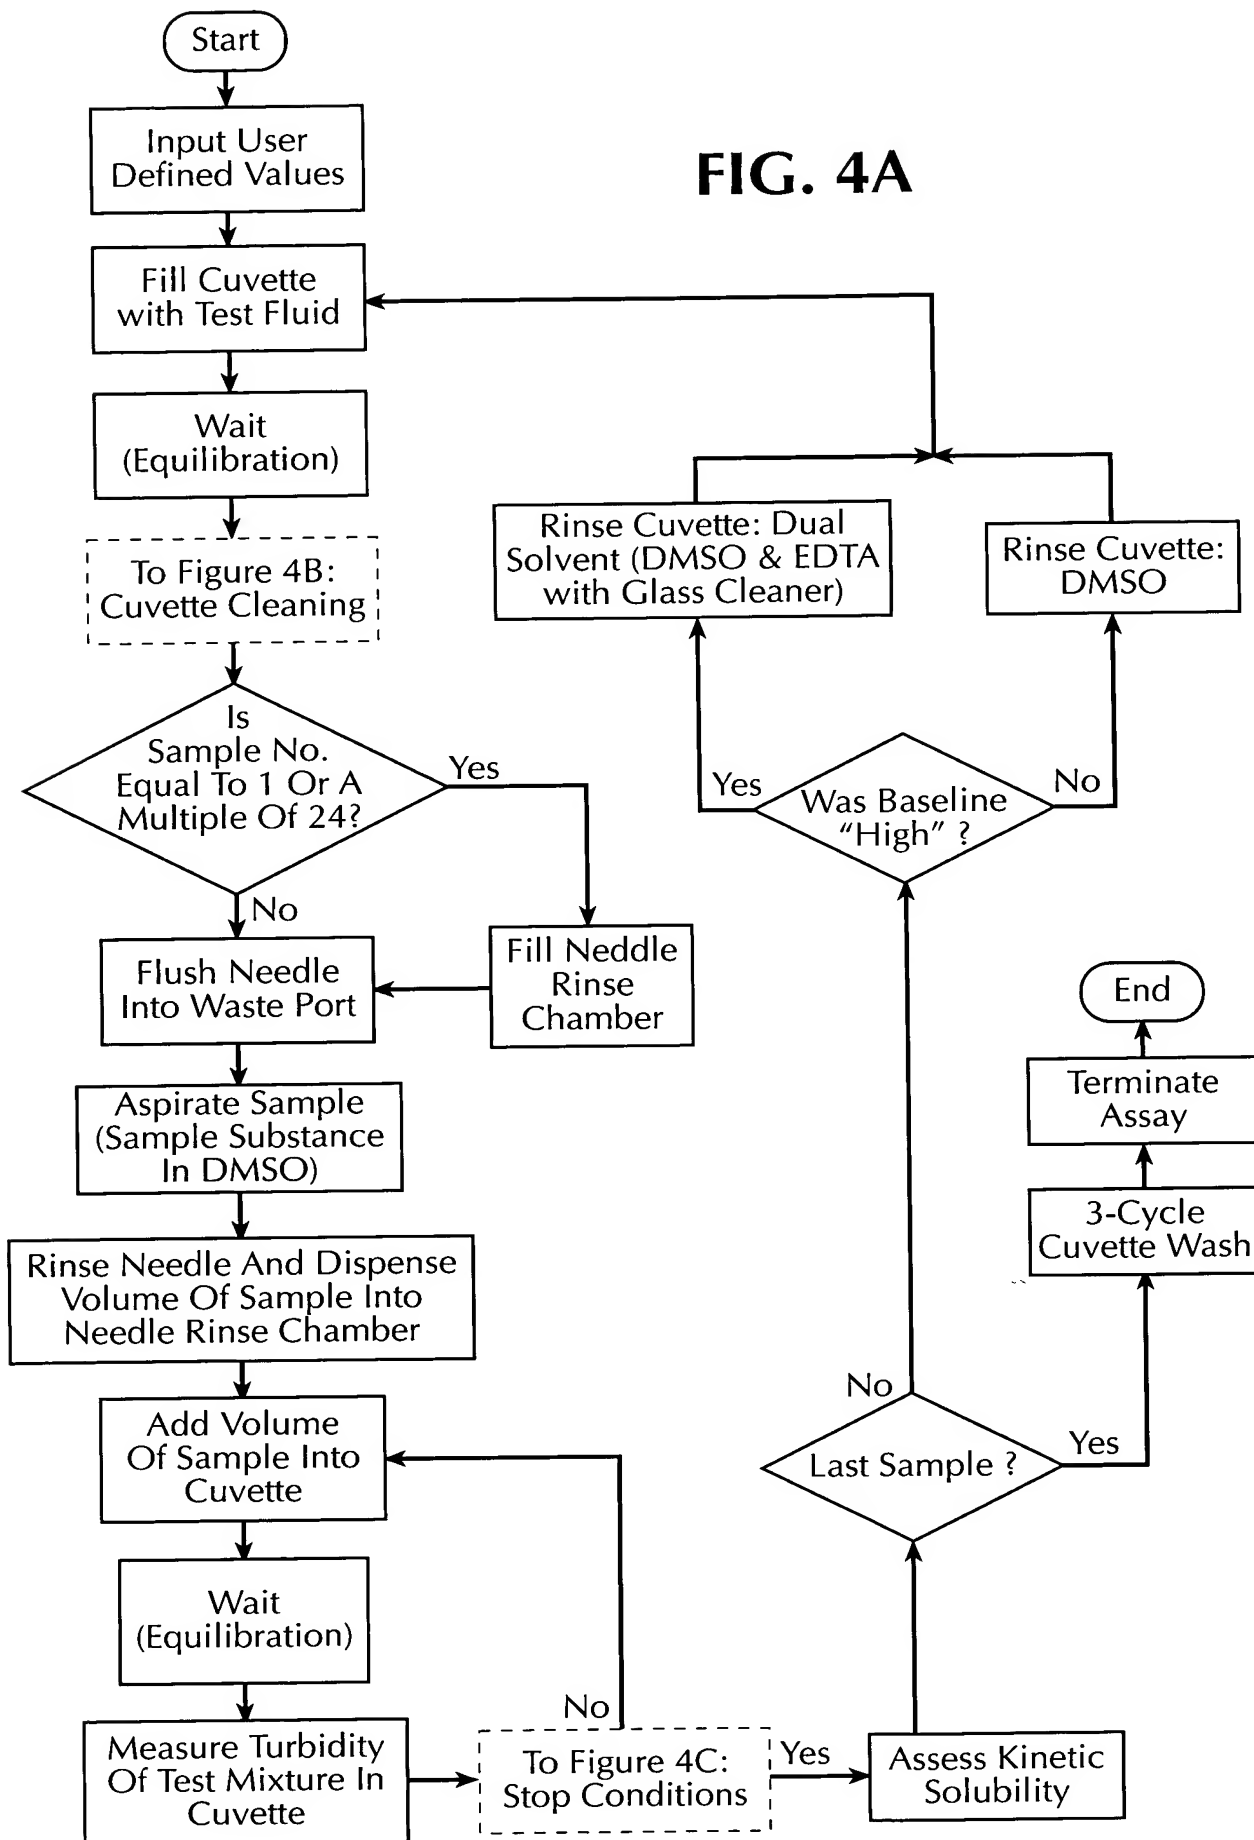 Start
Input User
Defined Values
FIG. 4A
Fill Cuvette
with Test Fluid
Wait
(Equilibration)
To Figure 4B:
Cuvette Cleaning
Rinse Cuvette: Dual
Solvent (DMSO & EDTA
with Glass Cleaner)
Rinse Cuvette:
DMSO
Is
Sample No.
Equal To 1 Or A
Multiple Of 24?
Yes
No
Yes
Was Baseline
“High” ?
No
Flush Needle
Into Waste Port
Fill Neddle
Rinse
Chamber
End
Terminate
Assay
3-Cycle
Cuvette Wash
Aspirate Sample
(Sample Substance
In DMSO)
Rinse Needle And Dispense
Volume Of Sample Into
Needle Rinse Chamber
Add Volume
Of Sample Into
Cuvette
No
Last Sample ?
Yes
Wait
(Equilibration)
Measure Turbidity
Of Test Mixture In
Cuvette
No
To Figure 4C:
Stop Conditions
Yes
Assess Kinetic
Solubility